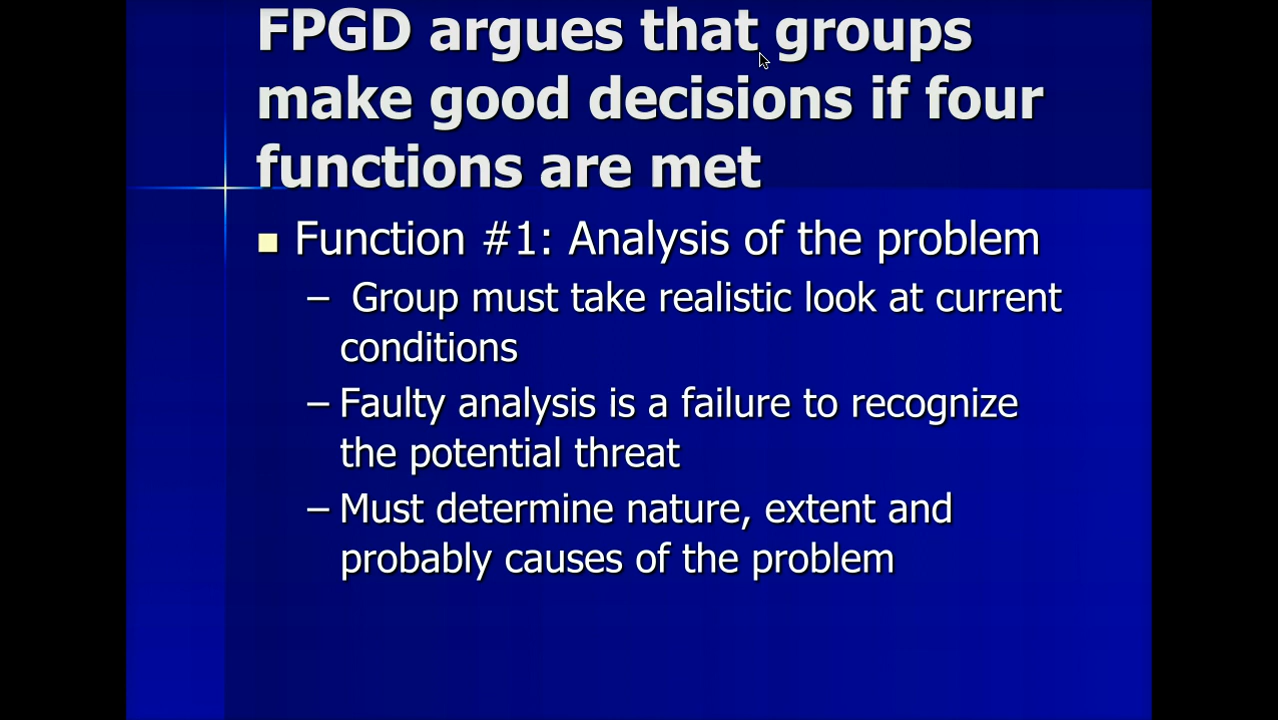 FPGD argues that groups
make good decisions if four
functions are met
Function #1: Analysis of the problem
– Group must take realistic look at current
conditions
– Faulty analysis is a failure to recognize
the potential threat
– Must determine nature, extent and
probably causes of the problem